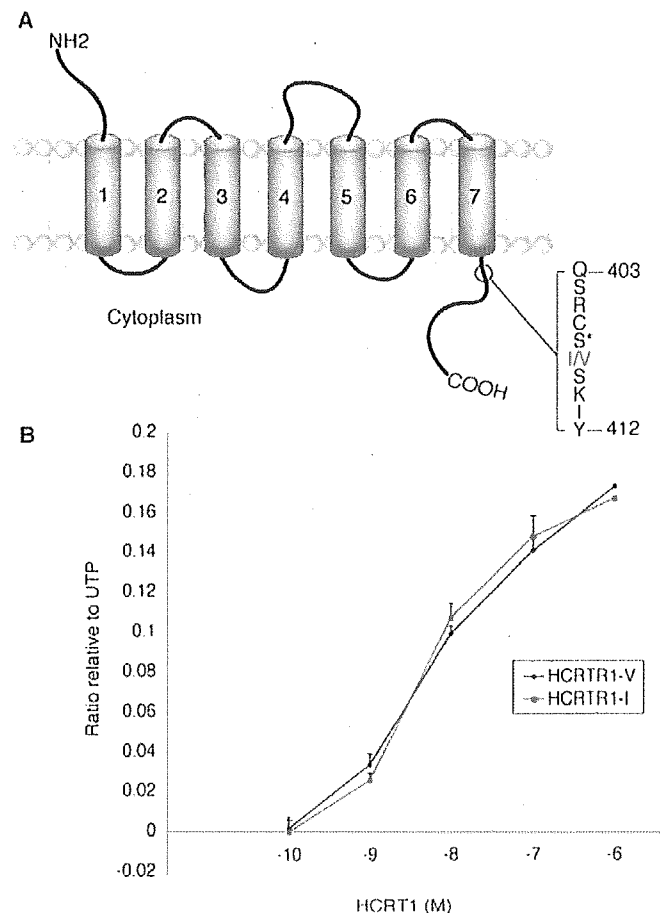 A
NH2
1 2 3 4 5 6 7
Cytoplasm
COOH
Q 403
S
R
C
S*
I/V
S
K
I
Y 412
B
0.2
0.18
0.16
0.14
0.12
0.1
0.08
0.06
0.04
0.02
0
-0.02
Ratio relative to UTP
HCRTR1-V
HCRTR1-I
-10 -9 -8 -7 -6
HCRT1 (M)